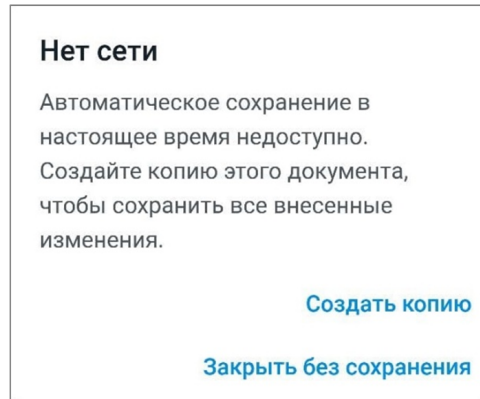 Нет сети
Автоматическое сохранение в
настоящее время недоступно.
Создайте копию этого документа,
чтобы сохранить все внесенные
изменения.
Создать копию
Закрыть без сохранения